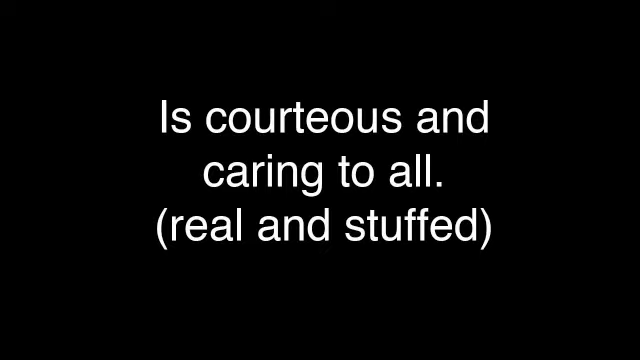 Is courteous and
caring to all.
(real and stuffed)